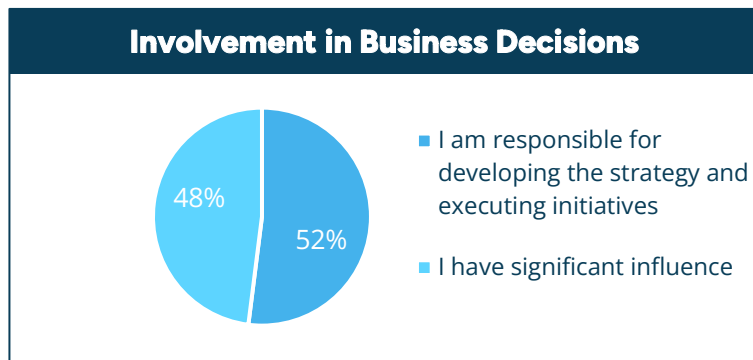 Involvement in Business Decisions
48%
52%
I am responsible for
developing the strategy and
executing initiatives
I have significant influence